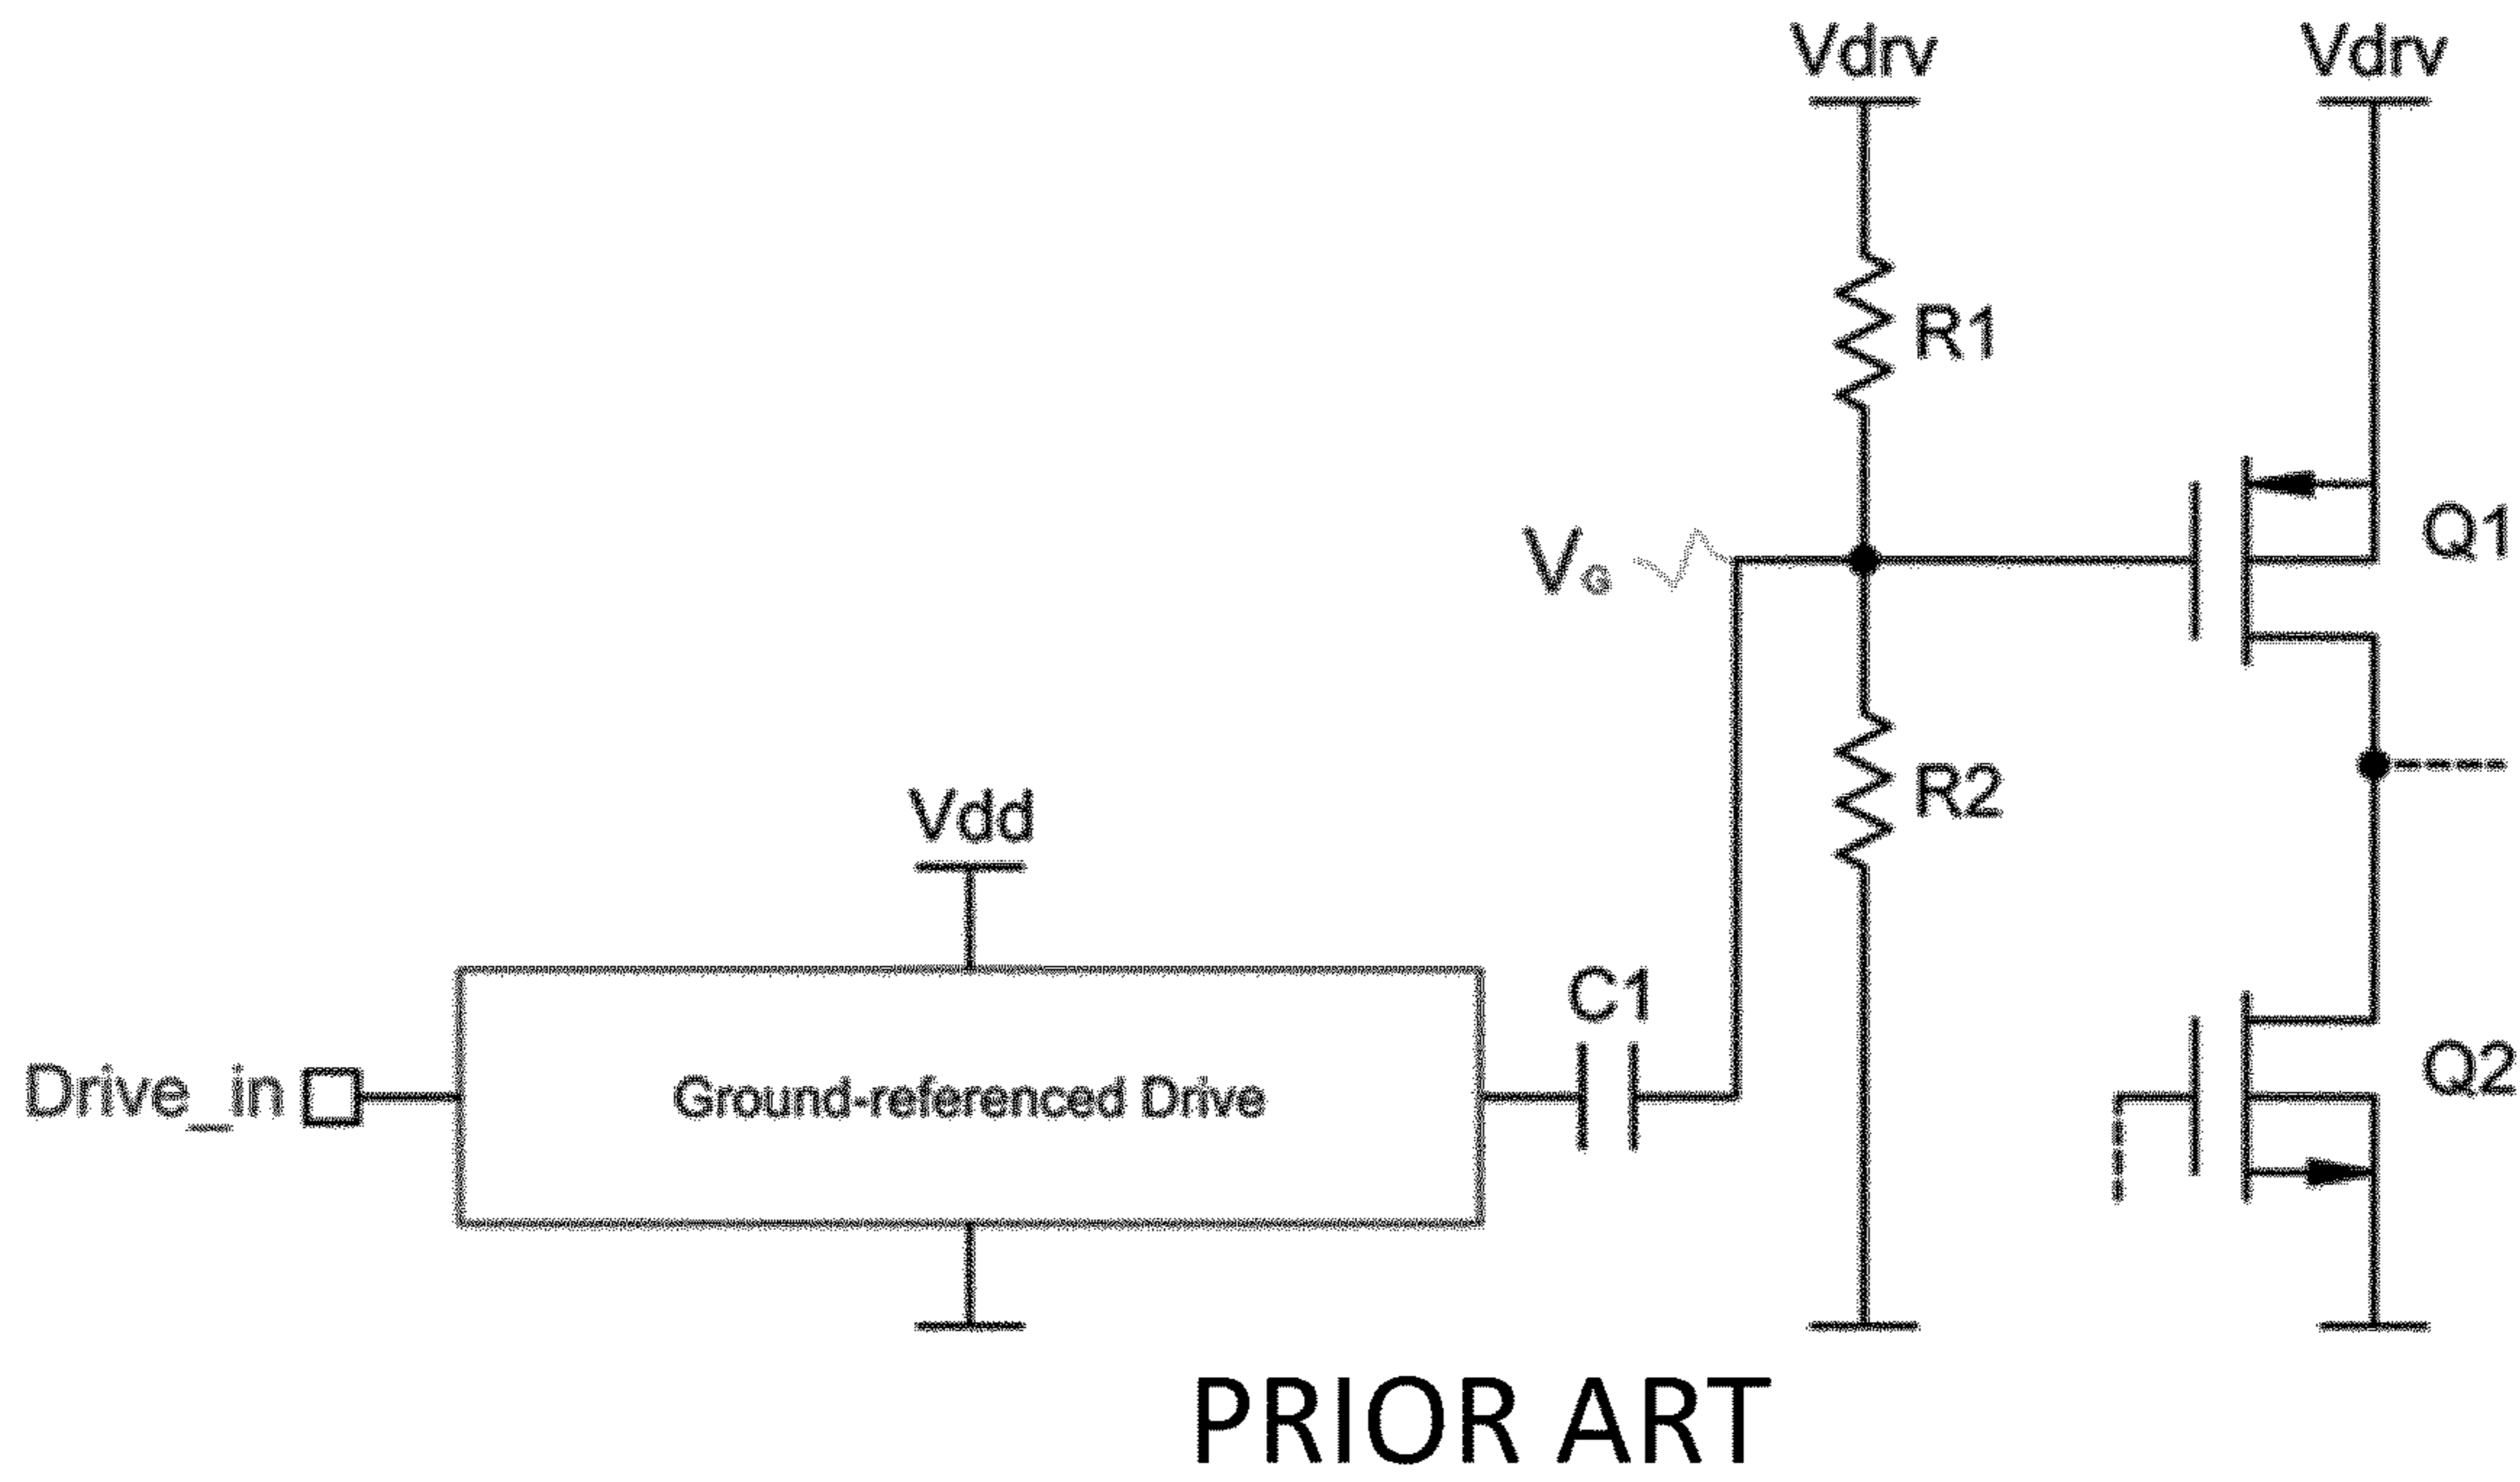 Vdrv
Vdrv
R1
Q1
VG
R2
Vdd
C1
Q2
Drive_in
Ground-referenced Drive
PRIOR ART